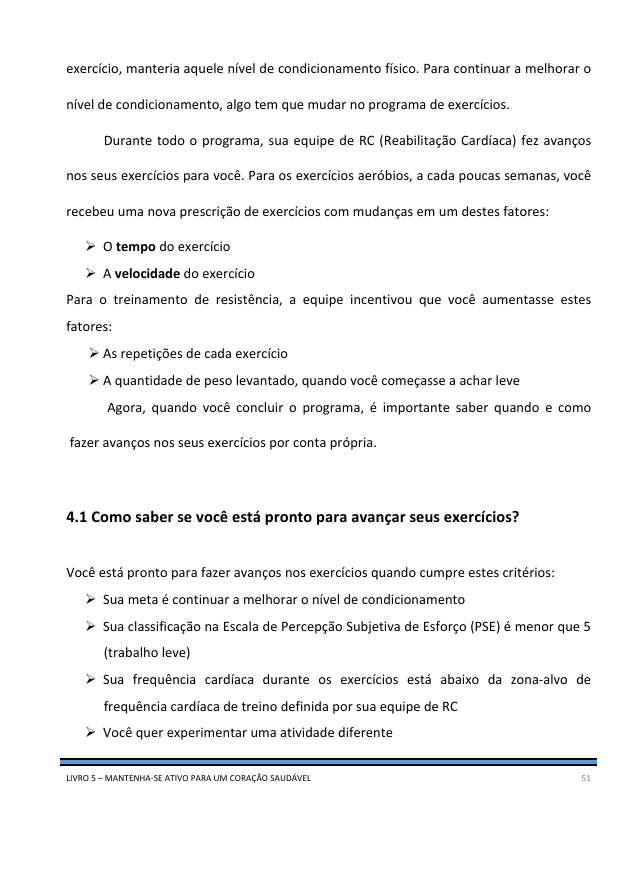 exercício, manteria aquele nível de condicionamento físico. Para continuar a melhorar o
nível de condicionamento, algo tem que mudar no programa de exercícios.
Durante todo o programa, sua equipe de RC (Reabilitação Cardíaca) fez avanços
nos seus exercícios para você. Para os exercícios aeróbios, a cada poucas semanas, você
recebeu uma nova prescrição de exercícios com mudanças em um destes fatores:
➢ O tempo do exercício
➢ A velocidade do exercício
Para o treinamento de resistência, a equipe incentivou que você aumentasse estes
fatores:
➢ As repetições de cada exercício
➢ A quantidade de peso levantado, quando você começasse a achar leve
Agora, quando você concluir o programa, é importante saber quando e como
fazer avanços nos seus exercícios por conta própria.
4.1 Como saber se você está pronto para avançar seus exercícios?
Você está pronto para fazer avanços nos exercícios quando cumpre estes critérios:
➢ Sua meta é continuar a melhorar o nível de condicionamento
➢ Sua classificação na Escala de Percepção Subjetiva de Esforço (PSE) é menor que 5
(trabalho leve)
➢ Sua frequência cardíaca durante os exercícios está abaixo da zona-alvo de
frequência cardíaca de treino definida por sua equipe de RC
➢ Você quer experimentar uma atividade diferente
LIVRO 5 – MANTENHA-SE ATIVO PARA UM CORAÇÃO SAUDÁVEL 51